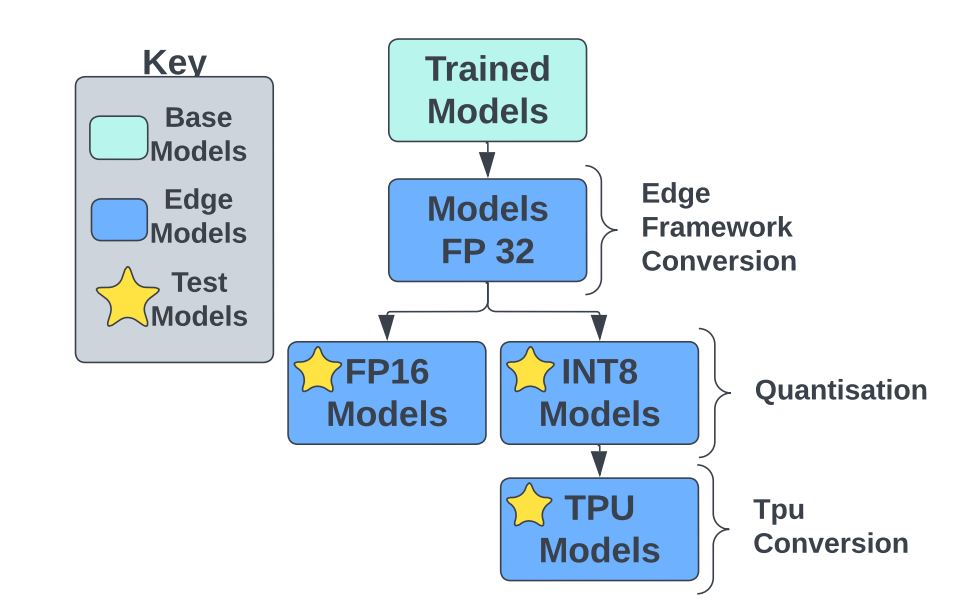 Key
Base
Models
Edge
Models
Test
Models
Trained
Models
Models
FP 32
Edge
Framework
Conversion
FP16
Models
INT8
Models
Quantisation
TPU
Models
Tpu
Conversion